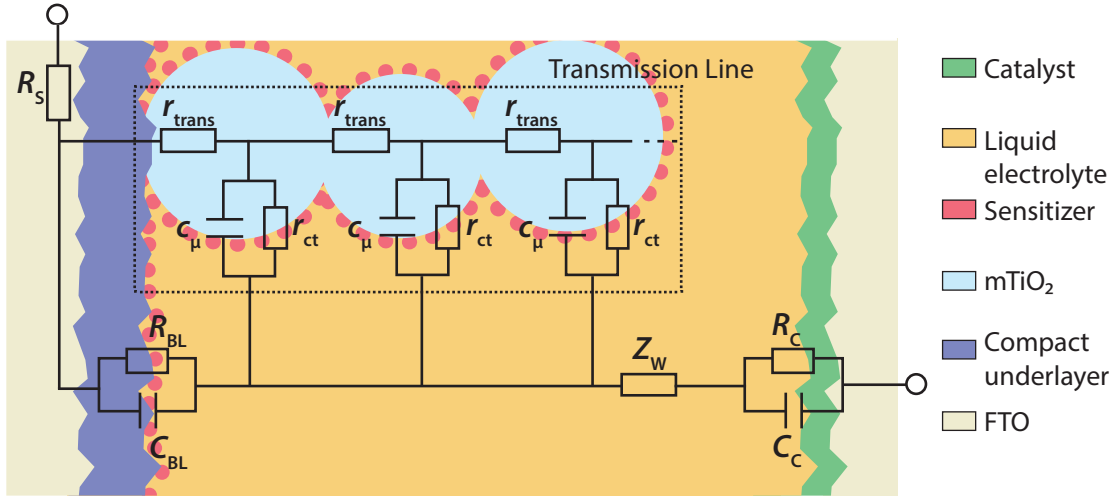 Transmission Line
R_S
r_trans
r_trans
r_trans
c_μ
r_ct
c_μ
r_ct
c_μ
r_ct
R_BL
C_BL
Z_W
R_C
C_C
Catalyst
Liquid
electrolyte
Sensitizer
mTiO₂
Compact
underlayer
FTO